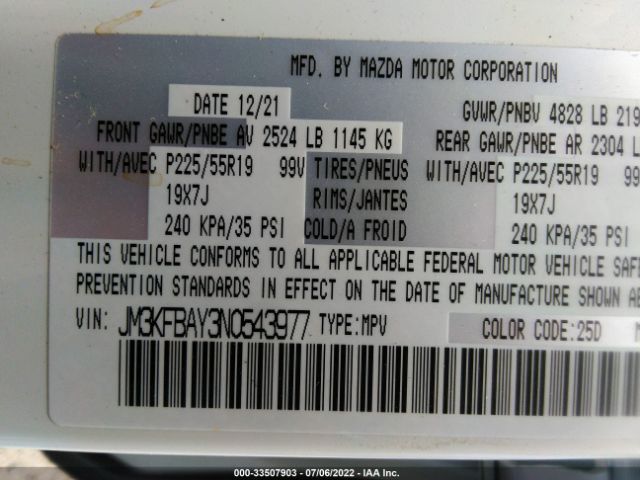 MFD. BY MAZDA MOTOR CORPORATION
DATE 12/21 GVWR/PNBV 4828 LB 219
FRONT GAWR/PNBE AV 2524 LB 1145 KG REAR GAWR/PNBE AR 2304 L
WITH/AVEC P225/55R19 99V TIRES/PNEUS WITH/AVEC P225/55R19 99
19X7J RIMS/JANTES 19X7J
240 KPA/35 PSI COLD/A FROID 240 KPA/35 PSI
THIS VEHICLE CONFORMS TO ALL APPLICABLE FEDERAL MOTOR VEHICLE SAFE
PREVENTION STANDARDS IN EFFECT ON THE DATE OF MANUFACTURE SHOWN AB
VIN: JM3KFBAY3N0543977 TYPE:MPV COLOR CODE:25D
000-33507903 - 07/06/2022 - IAA Inc.